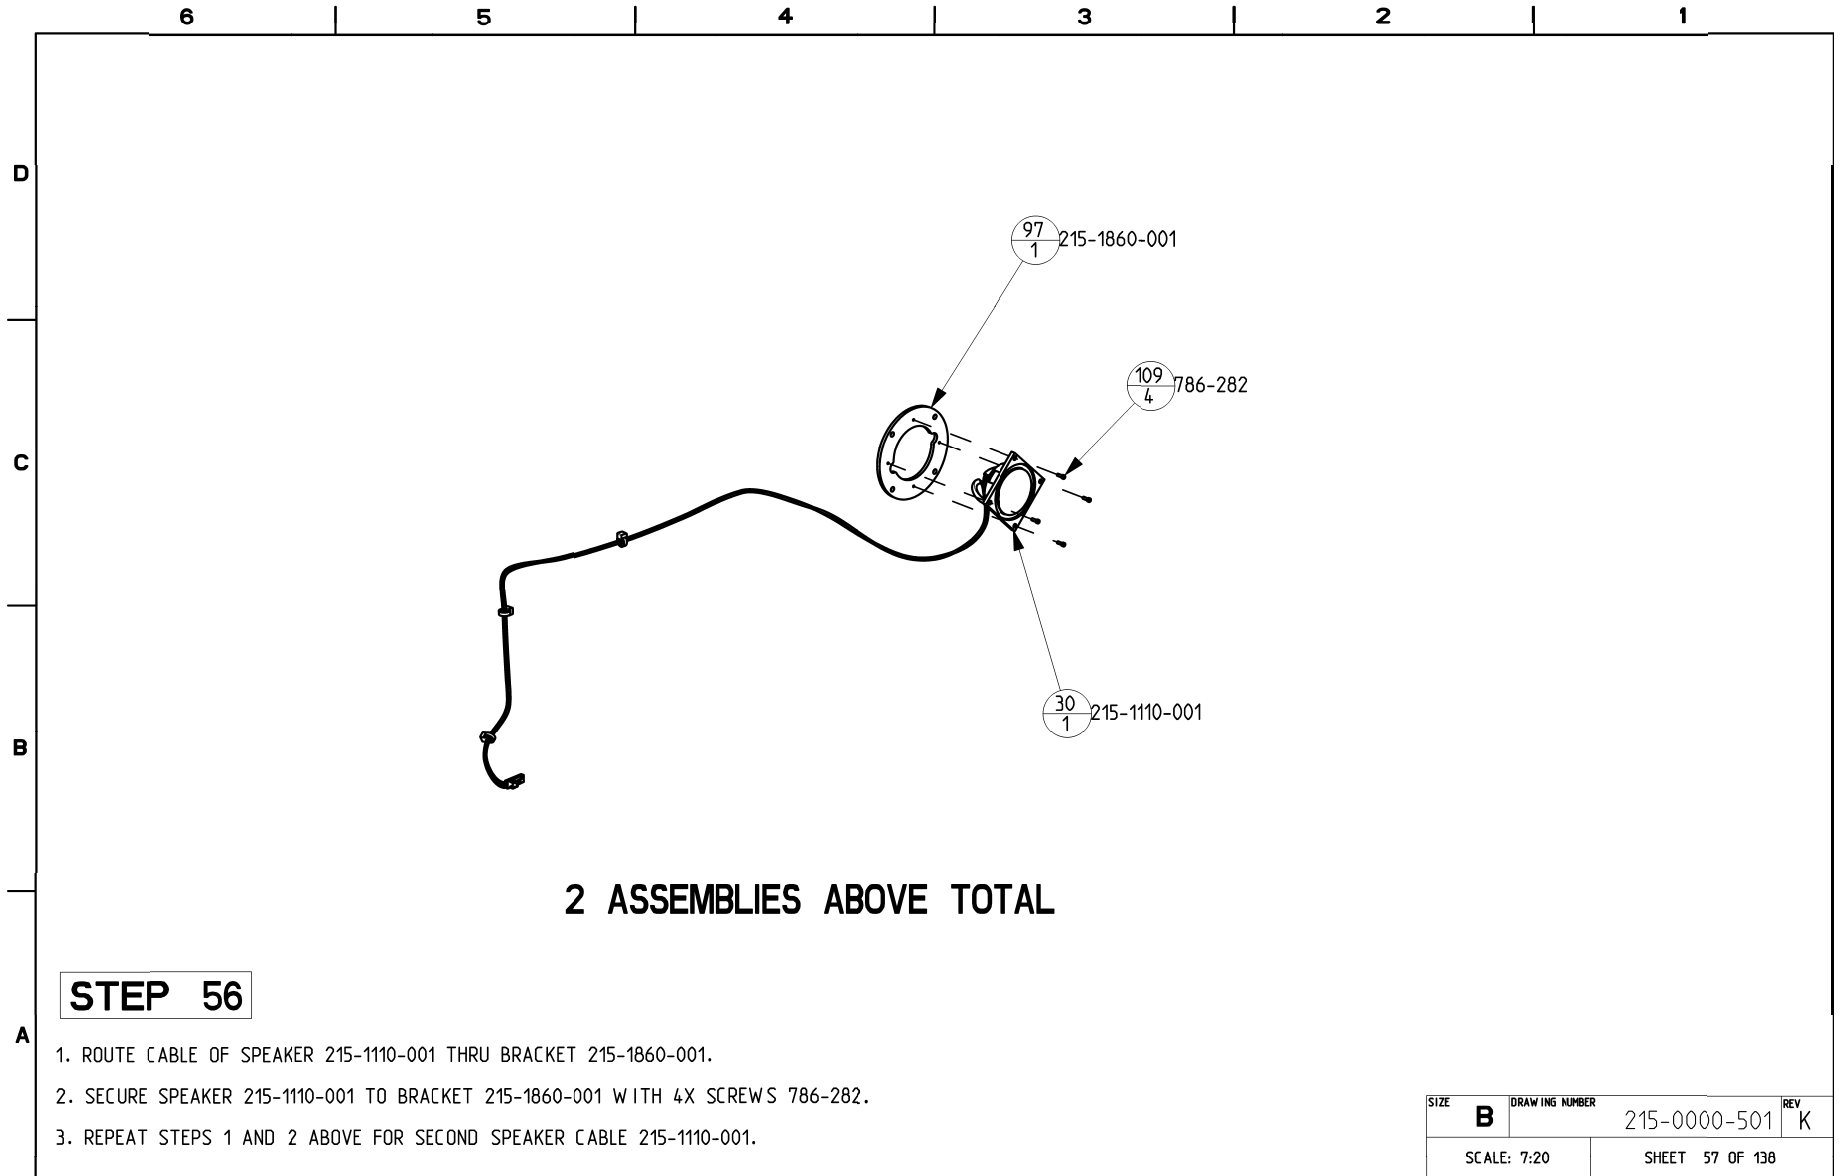 6 5 4 3 2 1
D
97
1
215-1860-001
109
4
786-282
C
30
1
215-1110-001
B
2 ASSEMBLIES ABOVE TOTAL
STEP 56
A
1. ROUTE CABLE OF SPEAKER 215-1110-001 THRU BRACKET 215-1860-001.
2. SECURE SPEAKER 215-1110-001 TO BRACKET 215-1860-001 WITH 4X SCREWS 786-282.
3. REPEAT STEPS 1 AND 2 ABOVE FOR SECOND SPEAKER CABLE 215-1110-001.
SIZE B DRAWING NUMBER 215-0000-501 REV K
SCALE: 7:20 SHEET 57 OF 138